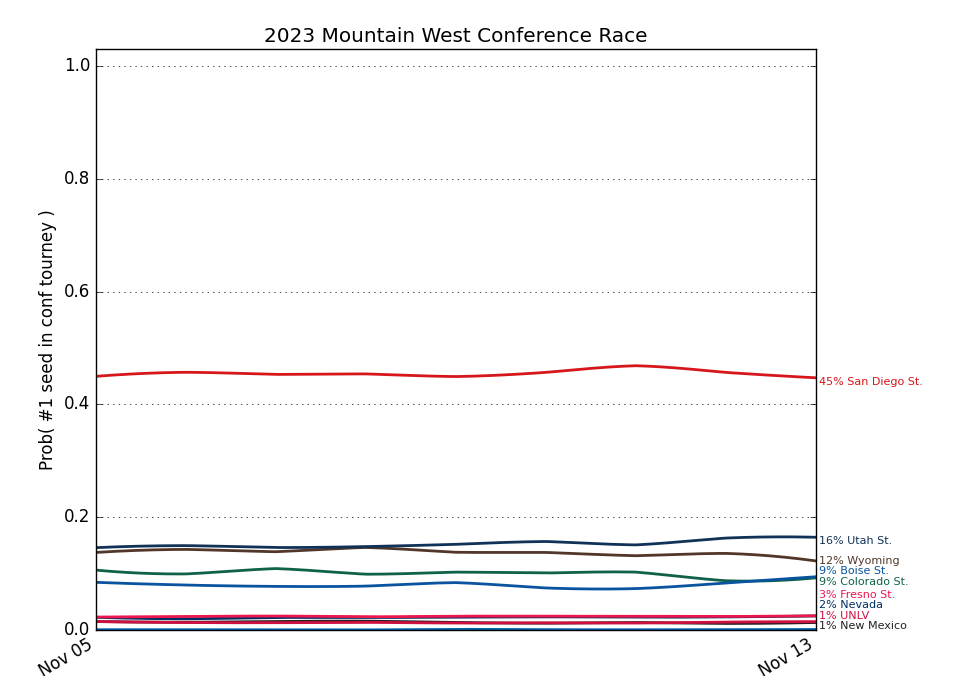 2023 Mountain West Conference Race
Prob( #1 seed in conf tourney )
1.0
0.8
0.6
0.4
0.2
0.0
Nov 05
Nov 13
45% San Diego St.
16% Utah St.
12% Wyoming
9% Boise St.
9% Colorado St.
3% Fresno St.
2% Nevada
1% UNLV
1% New Mexico